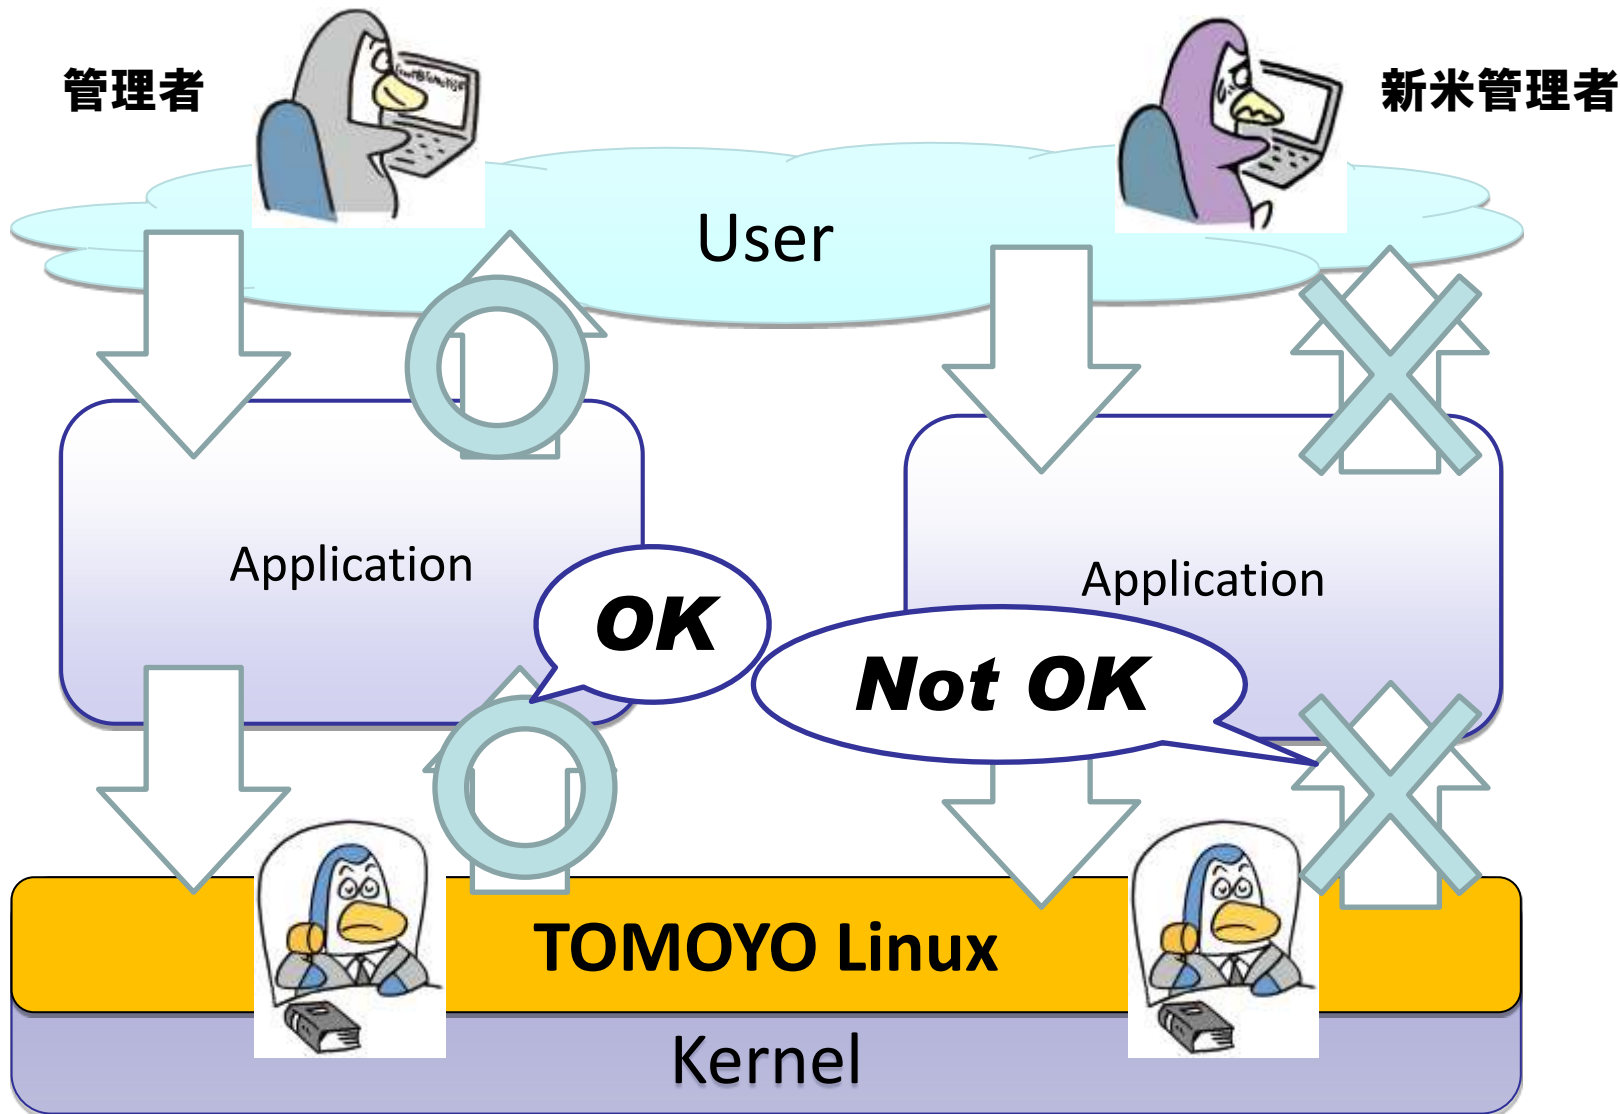 管理者
新米管理者
User
Application
Application
OK
Not OK
TOMOYO Linux
Kernel